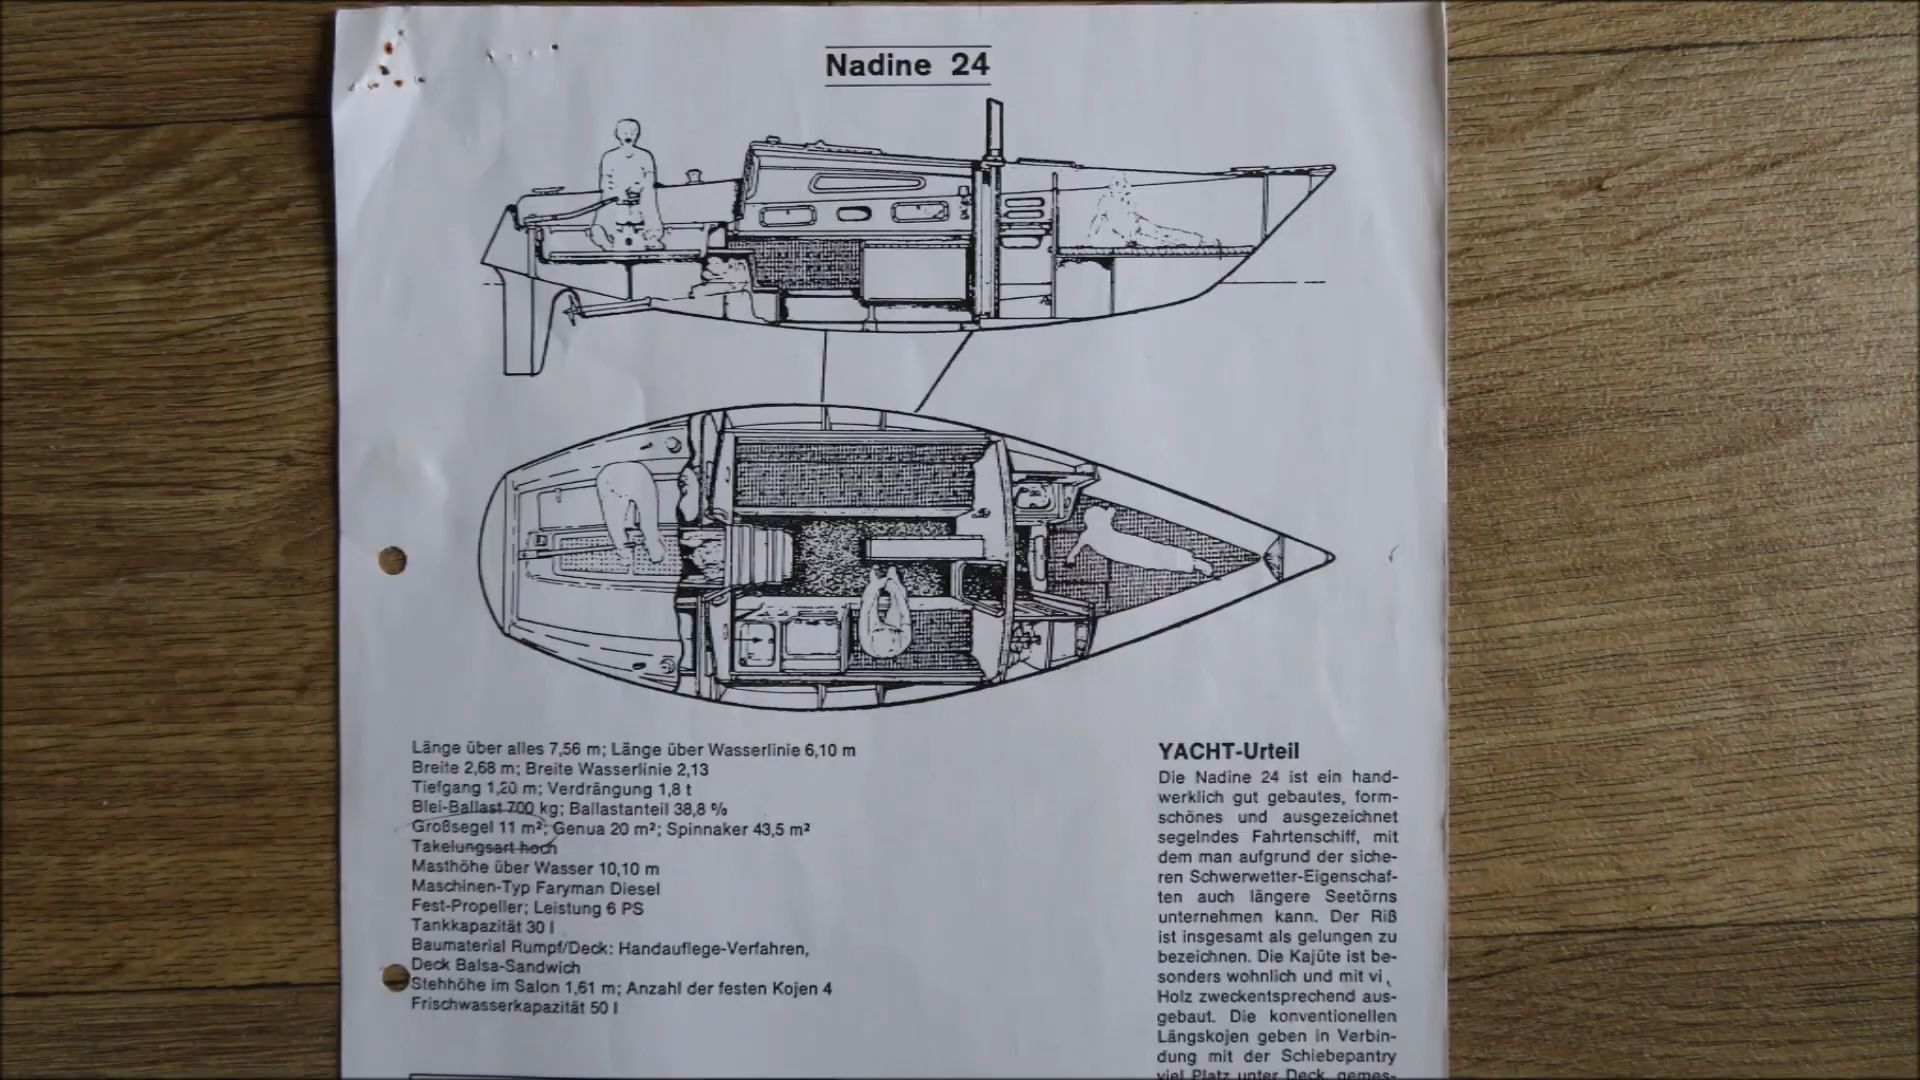 Nadine 24
Länge über alles 7,56 m; Länge über Wasserlinie 6,10 m
Breite 2,68 m; Breite Wasserlinie 2,13
Tiefgang 1,20 m; Verdrängung 1,8 t
Blei-Ballast 700 kg; Ballastanteil 38,8 %
Großsegel 11 m²; Genua 20 m²; Spinnaker 43,5 m²
Takelungsart hoch
Masthöhe über Wasser 10,10 m
Maschinen-Typ Faryman Diesel
Fest-Propeller; Leistung 6 PS
Tankkapazität 30 l
Baumaterial Rumpf/Deck: Handauflege-Verfahren,
Deck Balsa-Sandwich
Stehhöhe im Salon 1,61 m; Anzahl der festen Kojen 4
Frischwasserkapazität 50 l
YACHT-Urteil
Die Nadine 24 ist ein hand-
werklich gut gebautes, form-
schönes und ausgezeichnet
segelndes Fahrtenschiff, mit
dem man aufgrund der siche-
ren Schwerwetter-Eigenschaf-
ten auch längere Seetörns
unternehmen kann. Der Riß
ist insgesamt als gelungen zu
bezeichnen. Die Kajüte ist be-
sonders wohnlich und mit vi
Holz zweckentsprechend aus-
gebaut. Die konventionellen
Längskojen geben in Verbin-
dung mit der Schiebepantry
viel Platz unter Deck, gemes-